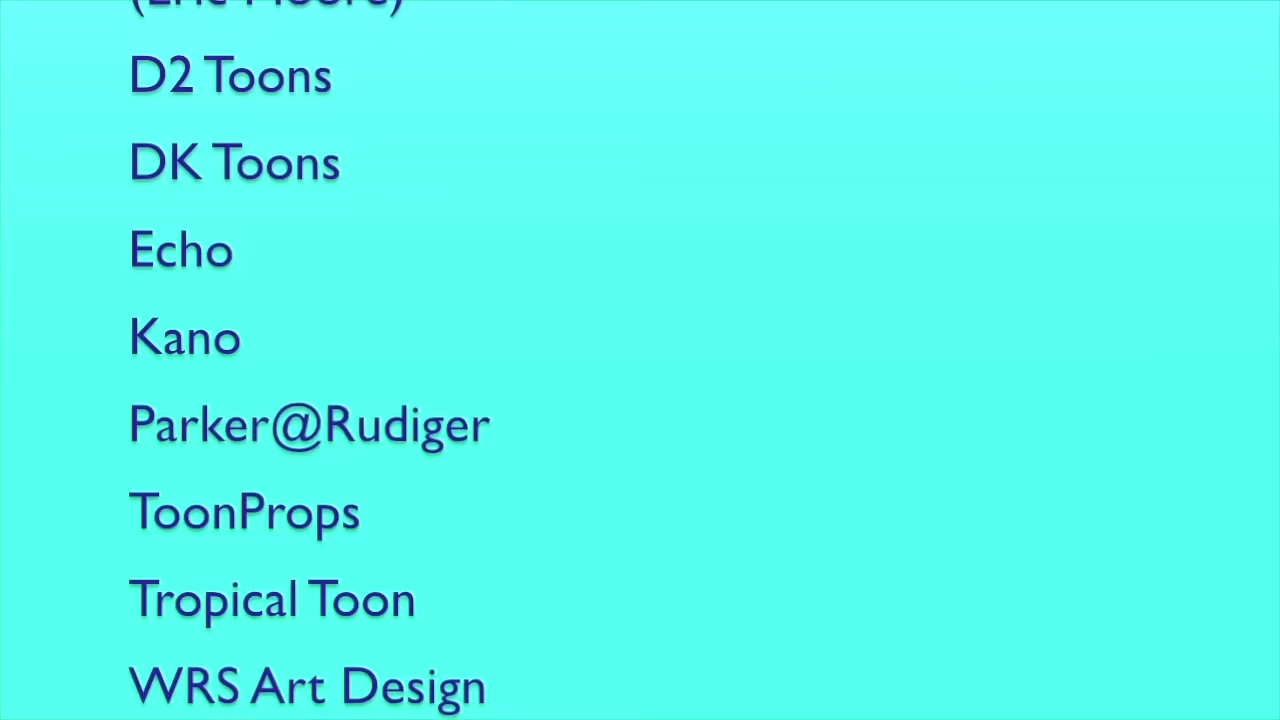 D2 Toons
DK Toons
Echo
Kano
Parker@Rudiger
ToonProps
Tropical Toon
WRS Art Design